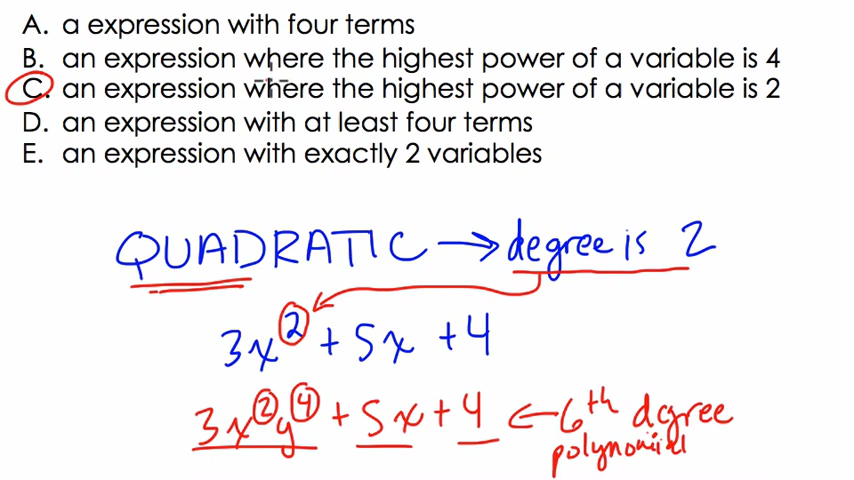 A. a expression with four terms
B. an expression where the highest power of a variable is 4
C. an expression where the highest power of a variable is 2
D. an expression with at least four terms
E. an expression with exactly 2 variables
QUADRATIC → degree is 2
3x² + 5x + 4
3x²y⁴ + 5x + 4 ← 6th degree
polynomial